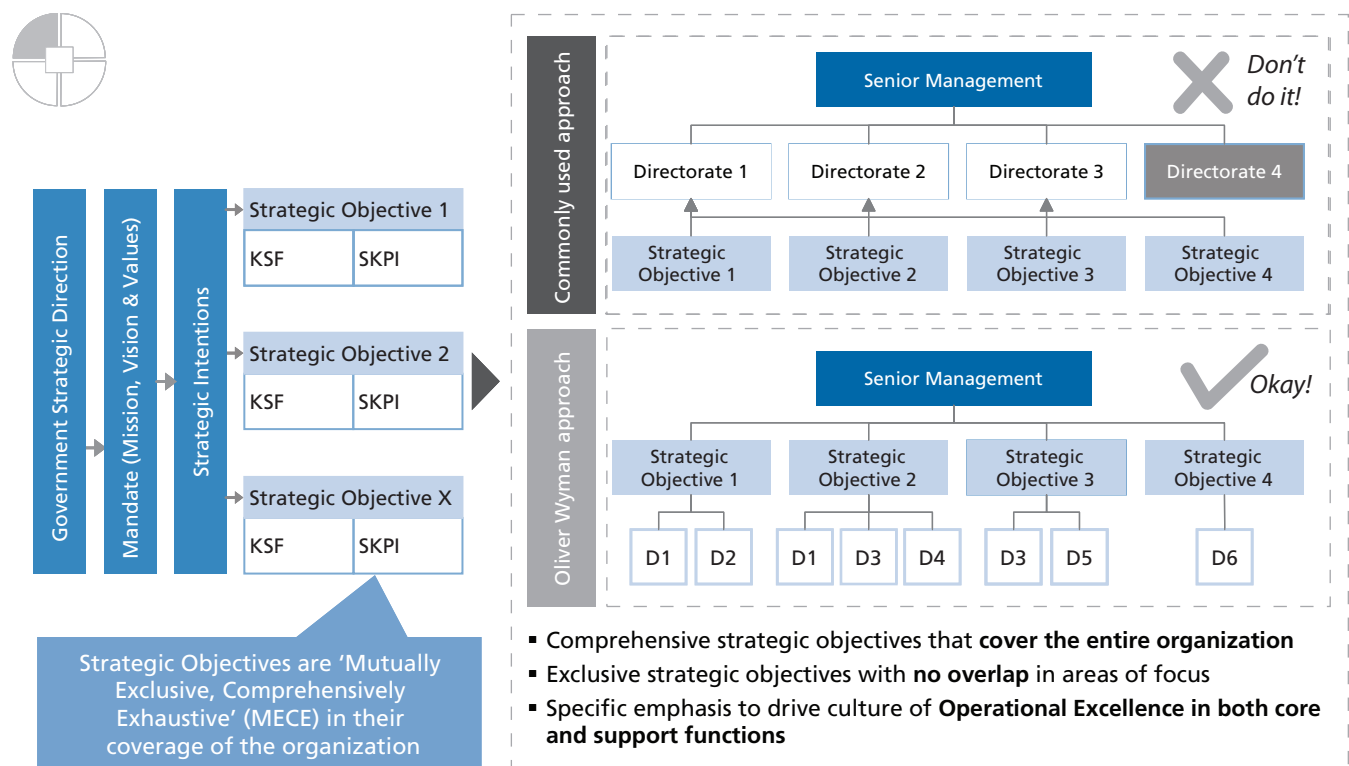 Government Strategic Direction
Mandate (Mission, Vision & Values)
Strategic Intentions
Strategic Objective 1
KSF
SKPI
Strategic Objective 2
KSF
SKPI
Strategic Objective X
KSF
SKPI
Strategic Objectives are ‘Mutually
Exclusive, Comprehensively
Exhaustive’ (MECE) in their
coverage of the organization
Commonly used approach
Senior Management
Don’t
do it!
Directorate 1
Directorate 2
Directorate 3
Directorate 4
Strategic
Objective 1
Strategic
Objective 2
Strategic
Objective 3
Strategic
Objective 4
Oliver Wyman approach
Senior Management
Okay!
Strategic
Objective 1
Strategic
Objective 2
Strategic
Objective 3
Strategic
Objective 4
D1
D2
D1
D3
D4
D3
D5
D6
▪ Comprehensive strategic objectives that cover the entire organization
▪ Exclusive strategic objectives with no overlap in areas of focus
▪ Specific emphasis to drive culture of Operational Excellence in both core
and support functions